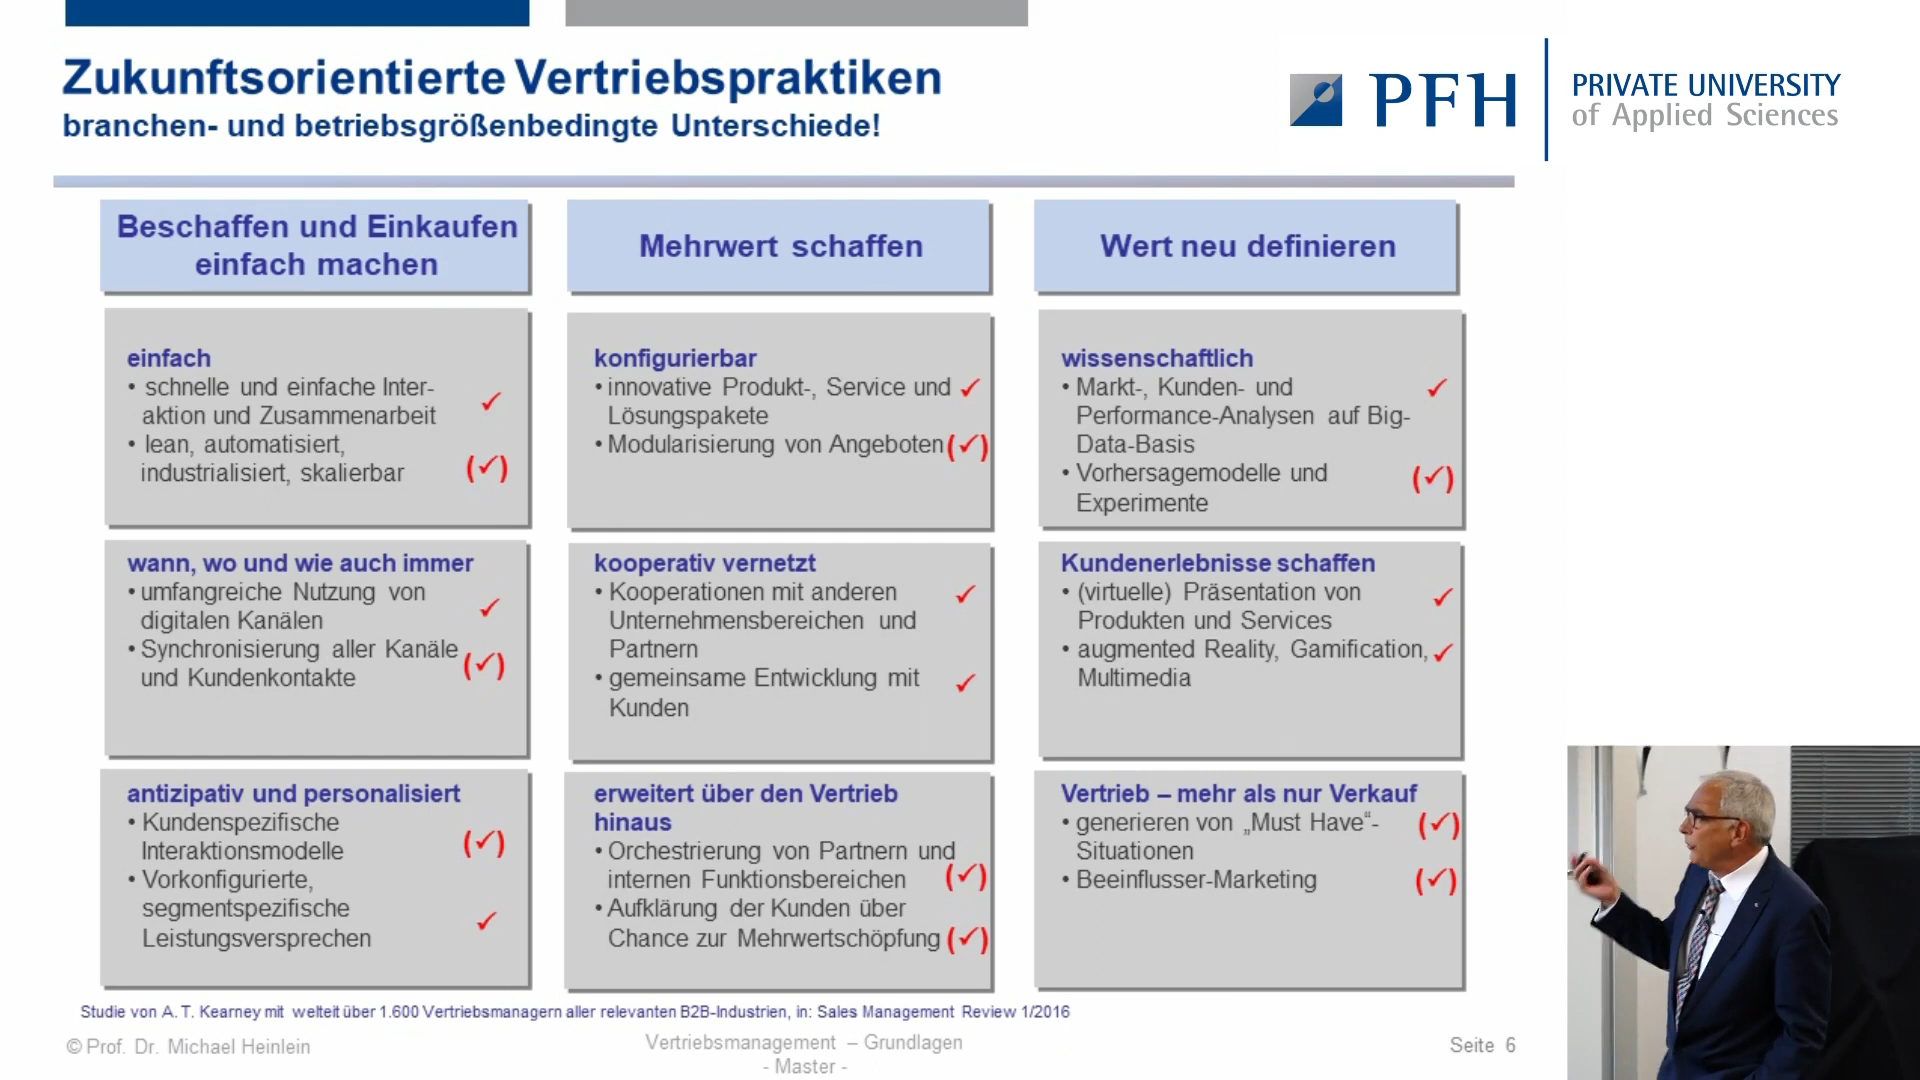 Zukunftsorientierte Vertriebspraktiken
branchen- und betriebsgrößenbedingte Unterschiede!
PFH
PRIVATE UNIVERSITY
of Applied Sciences
Beschaffen und Einkaufen
einfach machen
einfach
• schnelle und einfache Inter-
aktion und Zusammenarbeit ✓
• lean, automatisiert,
industrialisiert, skalierbar (✓)
wann, wo und wie auch immer
• umfangreiche Nutzung von
digitalen Kanälen ✓
• Synchronisierung aller Kanäle
und Kundenkontakte (✓)
antizipativ und personalisiert
• Kundenspezifische
Interaktionsmodelle (✓)
• Vorkonfigurierte,
segmentspezifische
Leistungsversprechen ✓
Mehrwert schaffen
konfigurierbar
• innovative Produkt-, Service und ✓
Lösungspakete
• Modularisierung von Angeboten (✓)
kooperativ vernetzt
• Kooperationen mit anderen ✓
Unternehmensbereichen und
Partnern
• gemeinsame Entwicklung mit ✓
Kunden
erweitert über den Vertrieb
hinaus
• Orchestrierung von Partnern und
internen Funktionsbereichen (✓)
• Aufklärung der Kunden über
Chance zur Mehrwertschöpfung (✓)
Wert neu definieren
wissenschaftlich
• Markt-, Kunden- und ✓
Performance-Analysen auf Big-
Data-Basis
• Vorhersagemodelle und (✓)
Experimente
Kundenerlebnisse schaffen
• (virtuelle) Präsentation von ✓
Produkten und Services
• augmented Reality, Gamification, ✓
Multimedia
Vertrieb – mehr als nur Verkauf
• generieren von „Must Have“- (✓)
Situationen
• Beeinflusser-Marketing (✓)
Studie von A. T. Kearney mit welteit über 1.600 Vertriebsmanagern aller relevanten B2B-Industrien, in: Sales Management Review 1/2016
© Prof. Dr. Michael Heinlein
Vertriebsmanagement – Grundlagen
- Master -
Seite 6